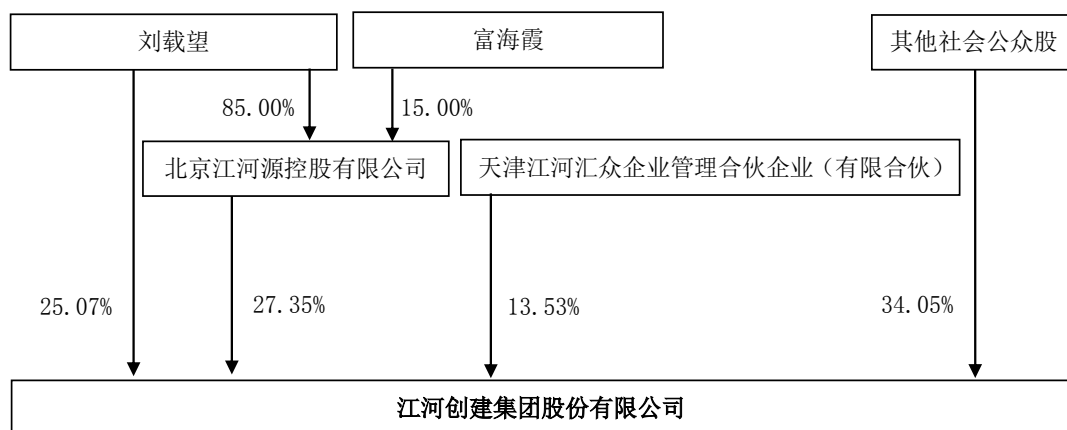 刘载望
富海霞
其他社会公众股
85.00%
15.00%
北京江河源控股有限公司
天津江河汇众企业管理合伙企业（有限合伙）
25.07%
27.35%
13.53%
34.05%
江河创建集团股份有限公司